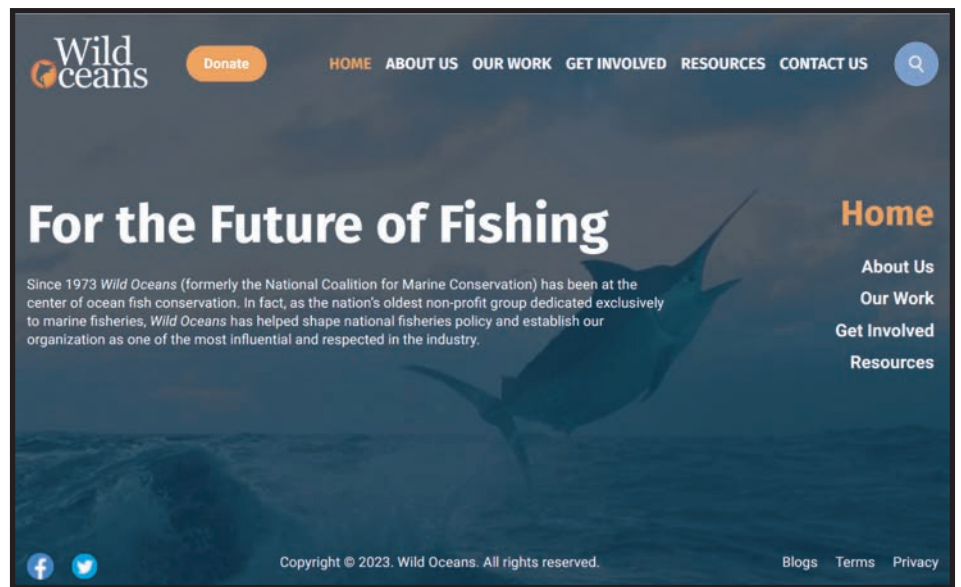 Wild Oceans
Donate
HOME ABOUT US OUR WORK GET INVOLVED RESOURCES CONTACT US
For the Future of Fishing
Since 1973 Wild Oceans (formerly the National Coalition for Marine Conservation) has been at the
center of ocean fish conservation. In fact, as the nation's oldest non-profit group dedicated exclusively
to marine fisheries, Wild Oceans has helped shape national fisheries policy and establish our
organization as one of the most influential and respected in the industry.
Home
About Us
Our Work
Get Involved
Resources
Copyright © 2023. Wild Oceans. All rights reserved.
Blogs Terms Privacy